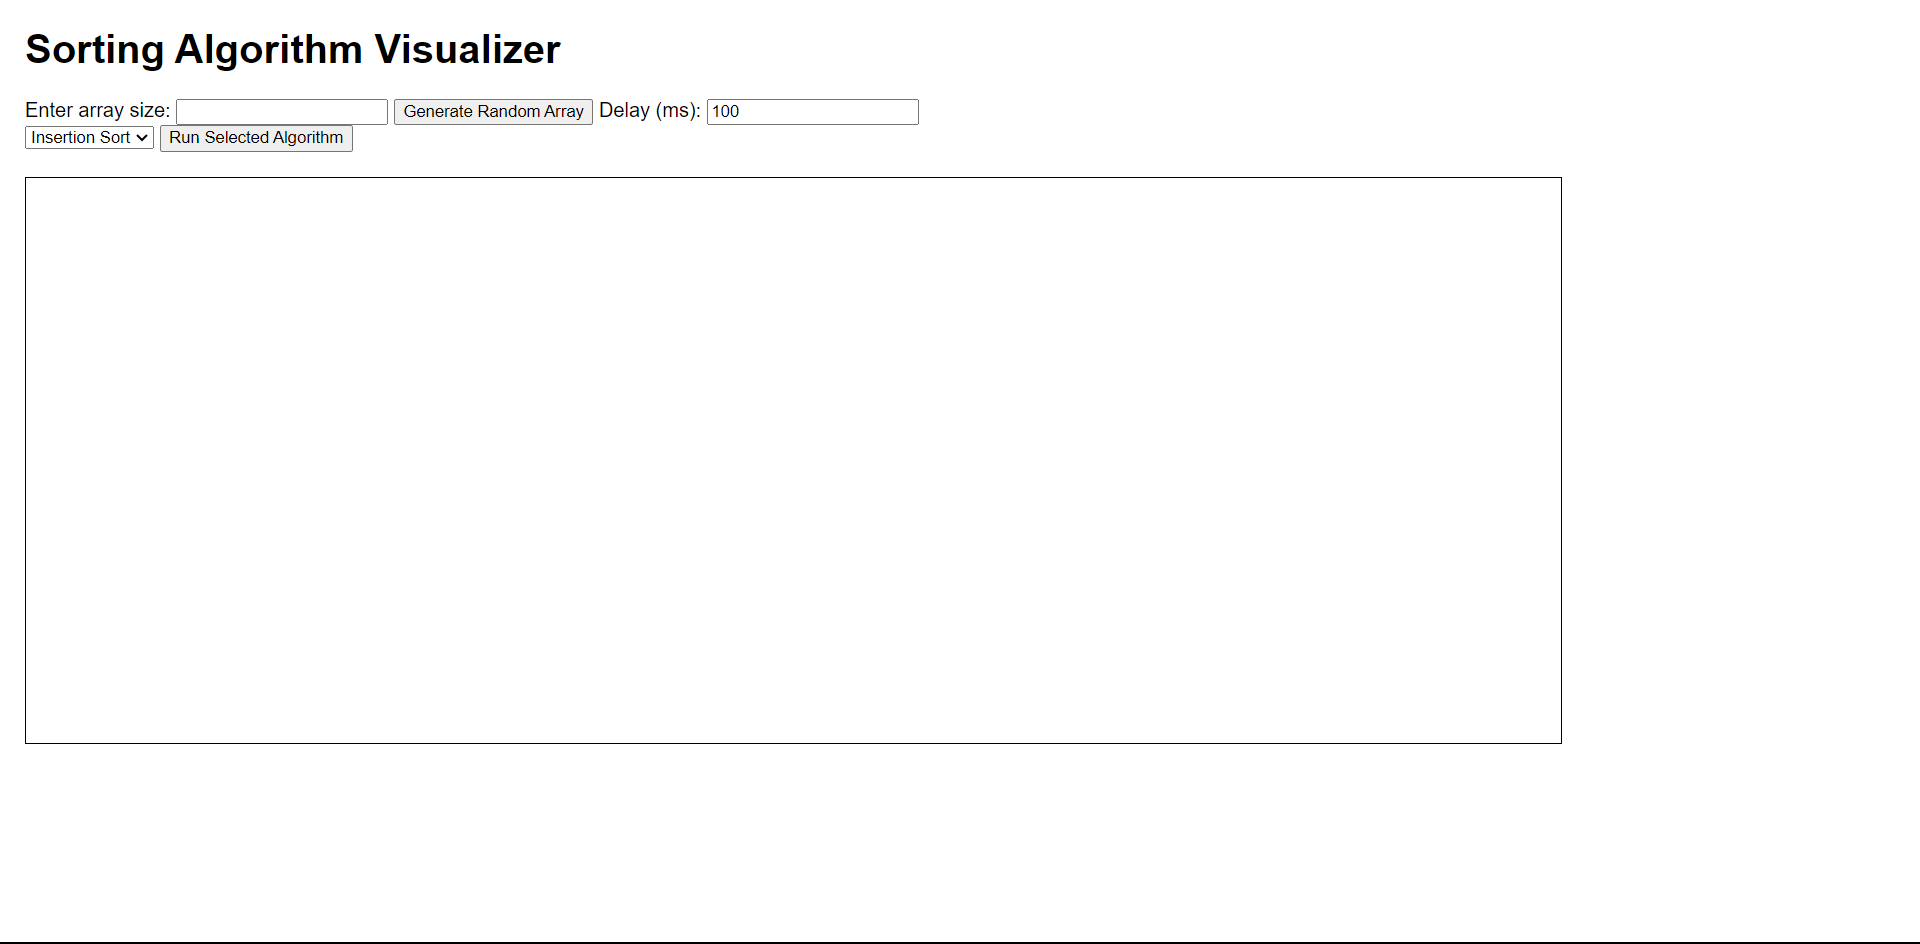 Sorting Algorithm Visualizer
Enter array size: Generate Random Array Delay (ms): 100
Insertion Sort Run Selected Algorithm